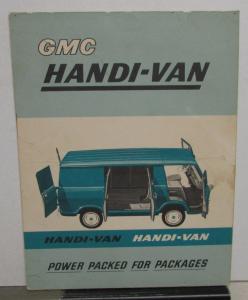 GMC
HANDI-VAN
HANDI-VAN HANDI-VAN
POWER PACKED FOR PACKAGES